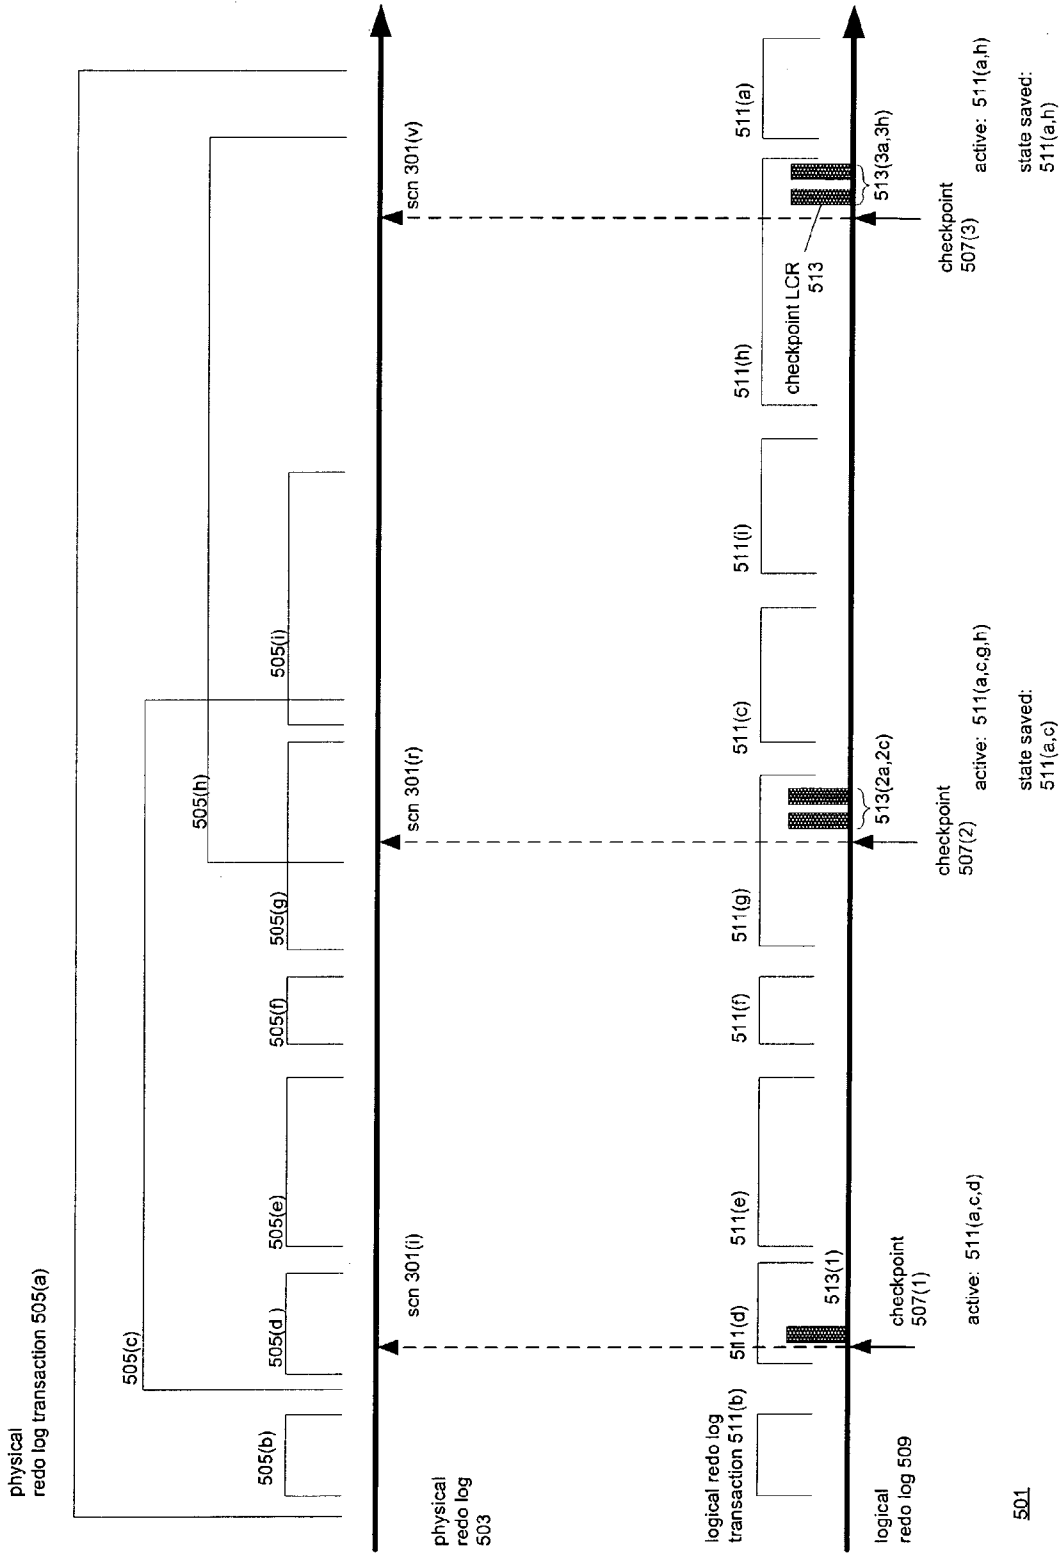 physical
redo log transaction 505(a)
505(c)
505(h)
505(b)
505(d)
505(e)
505(f)
505(g)
505(i)
scn 301(i)
scn 301(r)
scn 301(v)
physical
redo log
503
logical redo log
transaction 511(b)
511(d)
511(e)
511(f)
511(g)
511(c)
511(i)
511(h)
511(a)
checkpoint LCR
513
logical
redo log 509
513(1)
513(2a,2c)
513(3a,3h)
checkpoint
507(1)
checkpoint
507(2)
checkpoint
507(3)
active: 511(a,c,d)
active: 511(a,c,g,h)
active: 511(a,h)
state saved:
511(a,c)
state saved:
511(a,h)
501